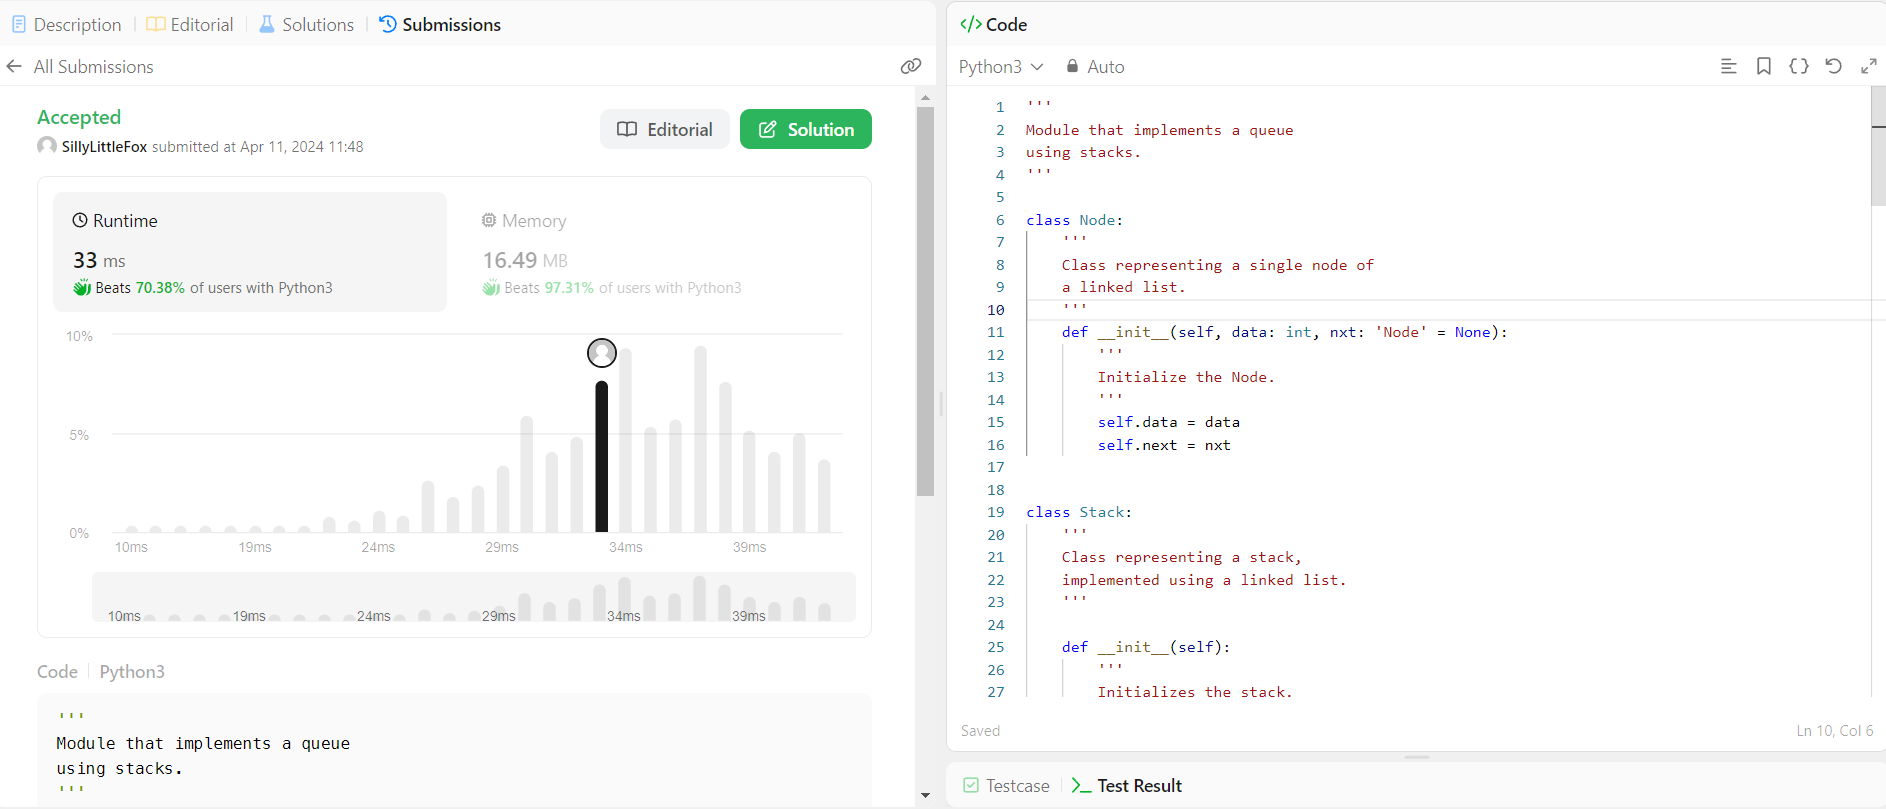 Description Editorial Solutions Submissions
All Submissions
Accepted
SillyLittleFox submitted at Apr 11, 2024 11:48
Editorial
Solution
Runtime
33 ms
Beats 70.38% of users with Python3
Memory
16.49 MB
Beats 97.31% of users with Python3
10%
5%
0%
10ms 19ms 24ms 29ms 34ms 39ms
10ms 19ms 24ms 29ms 34ms 39ms
Code Python3
'''
Module that implements a queue
using stacks.
'''
</> Code
Python3 Auto
1 '''
2 Module that implements a queue
3 using stacks.
4 '''
5
6 class Node:
7     '''
8     Class representing a single node of
9     a linked list.
10     '''
11     def __init__(self, data: int, nxt: 'Node' = None):
12         '''
13         Initialize the Node.
14         '''
15         self.data = data
16         self.next = nxt
17
18
19 class Stack:
20     '''
21     Class representing a stack,
22     implemented using a linked list.
23     '''
24
25     def __init__(self):
26         '''
27         Initializes the stack.
Saved Ln 10, Col 6
Testcase Test Result